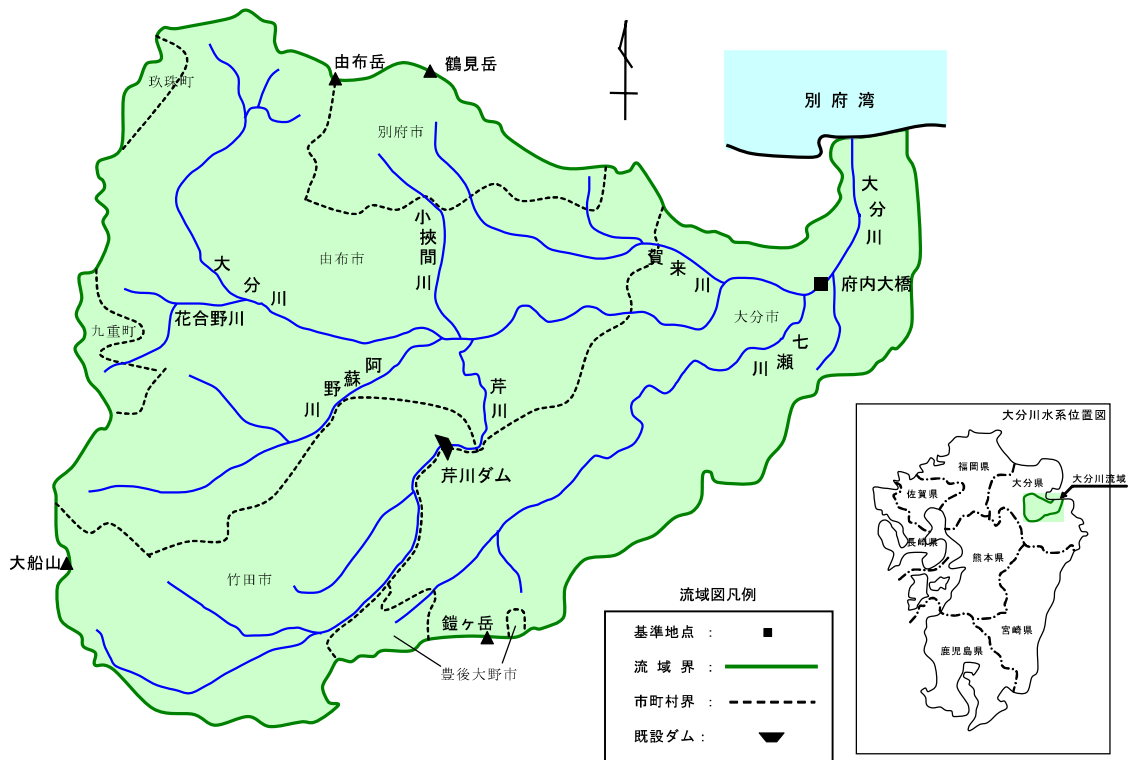 由布岳
鶴見岳
玖珠町
別府市
別府湾
大分川
小挾間川
由布市
賀来川
大分川
花合野川
府内大橋
大分市
九重町
七瀬川
阿蘇野川
芹川
芹川ダム
大船山
竹田市
鎧ヶ岳
豊後大野市
流域図凡例
基準地点 :
流域界 :
市町村界 :
既設ダム :
大分川水系位置図
福岡県
大分県
大分川流域
佐賀県
長崎県
熊本県
宮崎県
鹿児島県